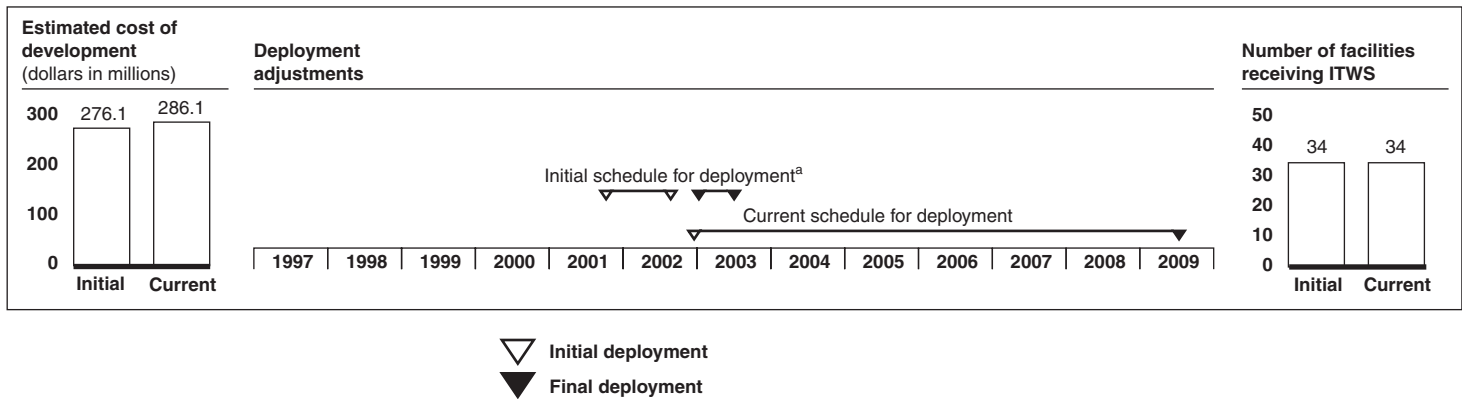 Estimated cost of
development
(dollars in millions)
300
200
100
0
276.1
286.1
Initial
Current
Deployment
adjustments
Initial schedule for deploymentᵃ
Current schedule for deployment
1997 1998 1999 2000 2001 2002 2003 2004 2005 2006 2007 2008 2009
Number of facilities
receiving ITWS
50
40
30
20
10
0
34
34
Initial
Current
Initial deployment
Final deployment